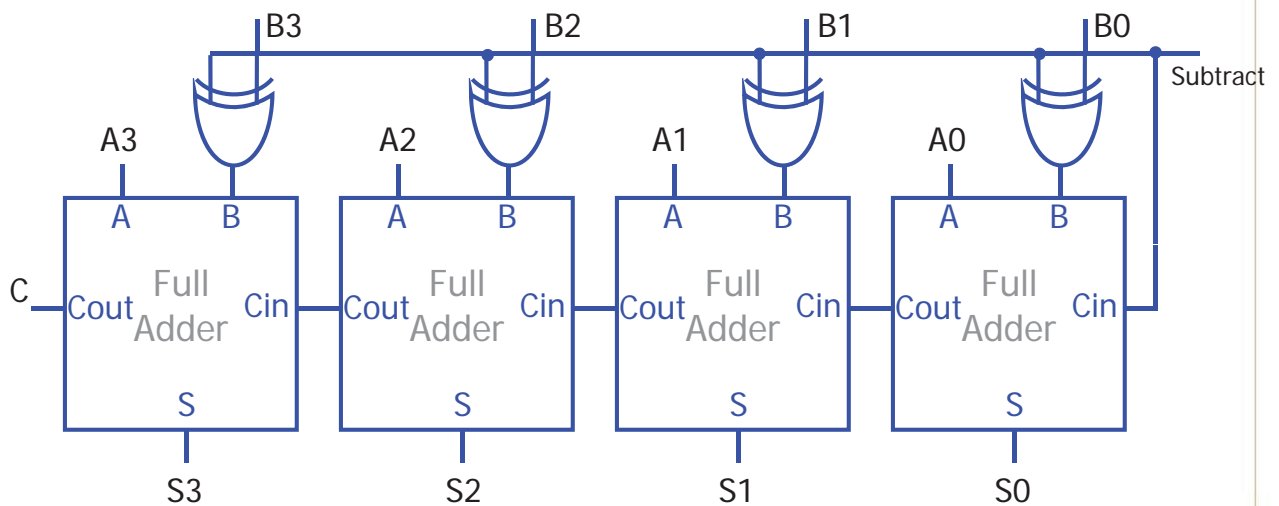 B3 B2 B1 B0
Subtract
A3 A2 A1 A0
A B A B A B A B
Full Full Full Full
C Cout Cin Cout Cin Cout Cin Cout Cin
Adder Adder Adder Adder
S S S S
S3 S2 S1 S0